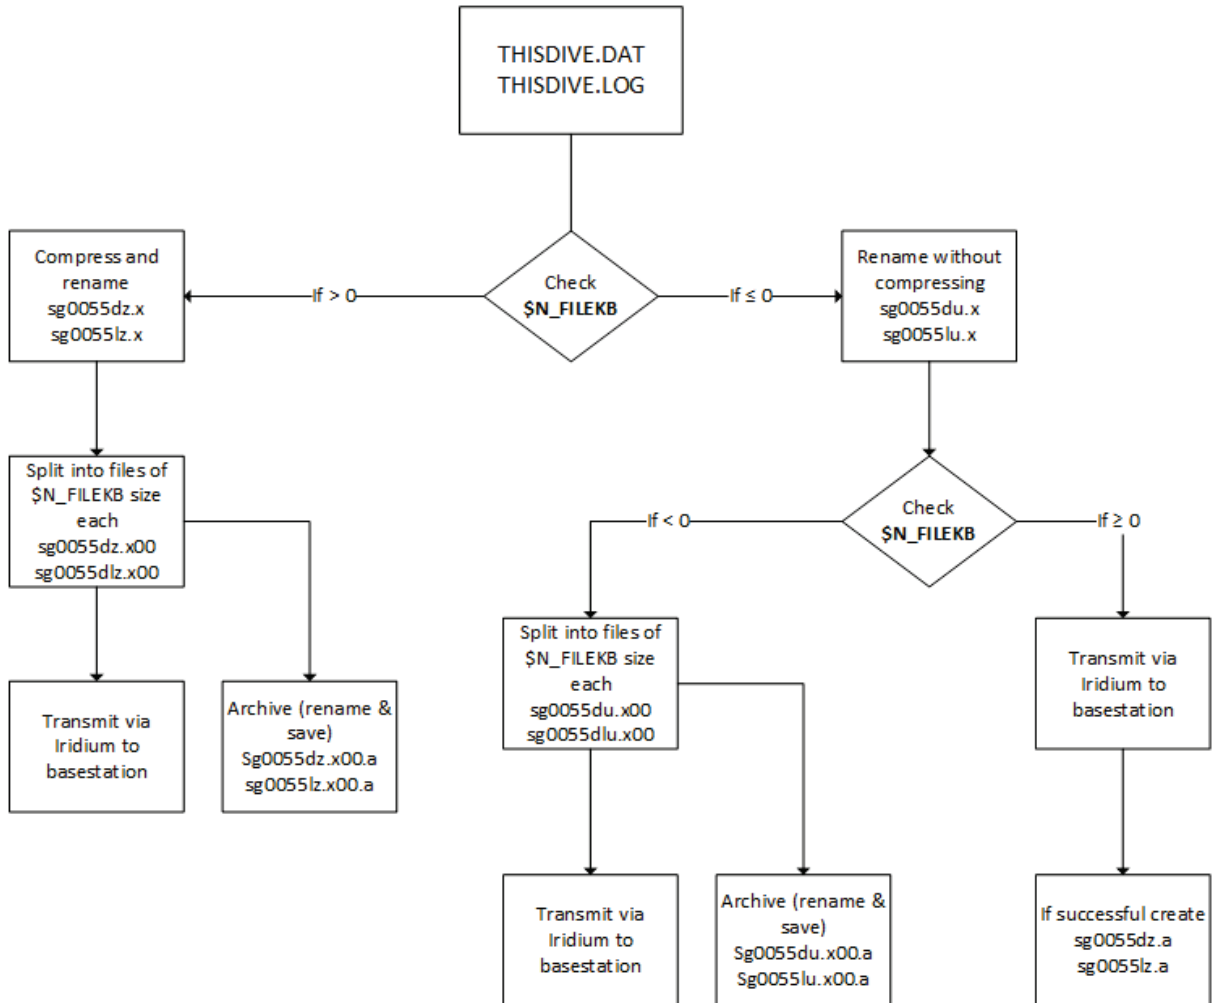 THISDIVE.DAT
THISDIVE.LOG
Compress and
rename
sg0055dz.x
sg0055lz.x
If > 0
Check
$N_FILEKB
If ≤ 0
Rename without
compressing
sg0055du.x
sg0055lu.x
Split into files of
$N_FILEKB size
each
sg0055dz.x00
sg0055dlz.x00
If < 0
Check
$N_FILEKB
If ≥ 0
Transmit via
Iridium to
basestation
Archive (rename &
save)
Sg0055dz.x00.a
sg0055lz.x00.a
Split into files of
$N_FILEKB size
each
sg0055du.x00
sg0055dlu.x00
Transmit via
Iridium to
basestation
Transmit via
Iridium to
basestation
Archive (rename &
save)
Sg0055du.x00.a
Sg0055lu.x00.a
If successful create
sg0055dz.a
sg0055lz.a